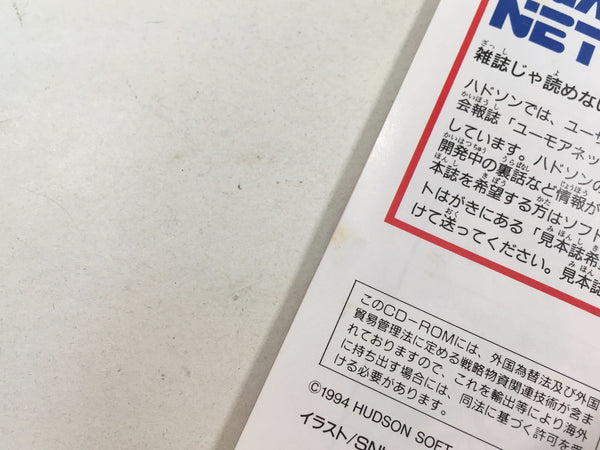 NET
雑誌じゃ読めない
ハドソンでは、ユーザ
会報誌「ユーモアネッ
しています。ハドソンの
開発中の裏話など情報が
本誌を希望する方はソフト
トはがきにある「見本誌希
けて送ってください。見本誌
このCD-ROMには、外国為替法及び外国
貿易管理法に定める戦略物資関連技術が含ま
れておりますので、これを輸出等により海外
に持ち出す場合には、同法に基づく許可を受
ける必要があります。
©1994 HUDSON SOFT
イラスト/SNU